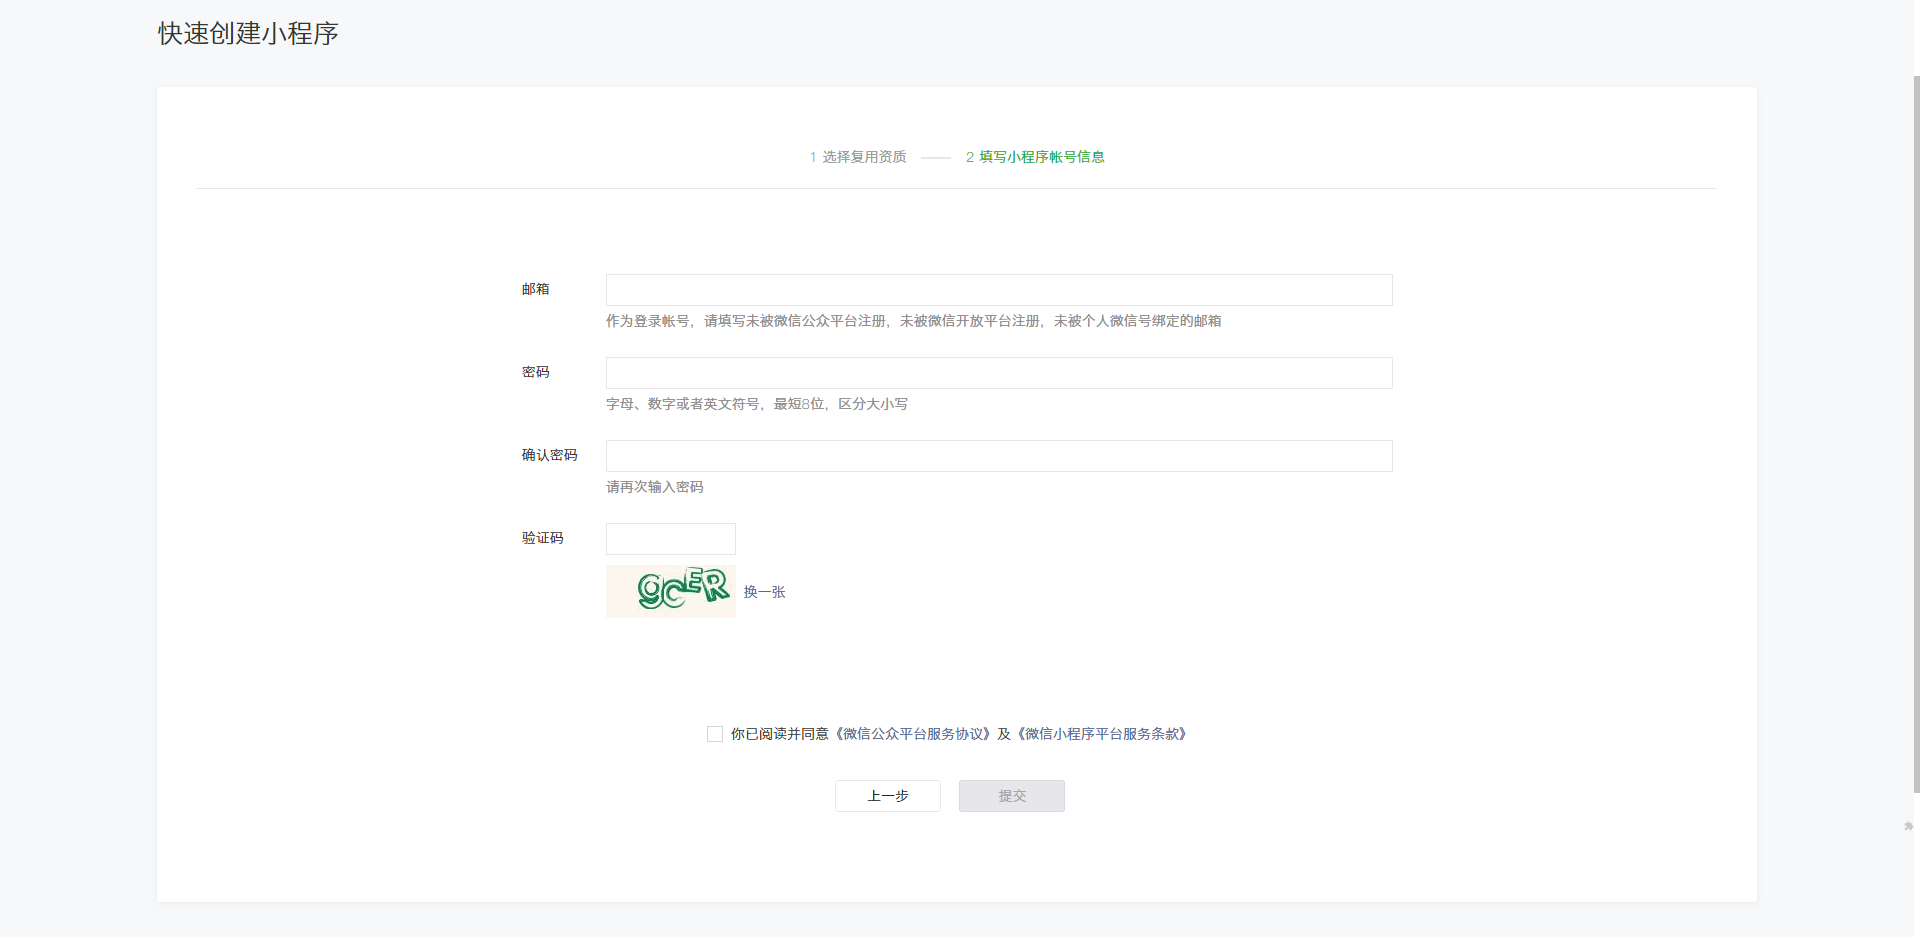 快速创建小程序
1 选择复用资质 2 填写小程序帐号信息
邮箱
作为登录帐号，请填写未被微信公众平台注册，未被微信开放平台注册，未被个人微信号绑定的邮箱
密码
字母、数字或者英文符号，最短8位，区分大小写
确认密码
请再次输入密码
验证码
gcER 换一张
你已阅读并同意《微信公众平台服务协议》及《微信小程序平台服务条款》
上一步 提交